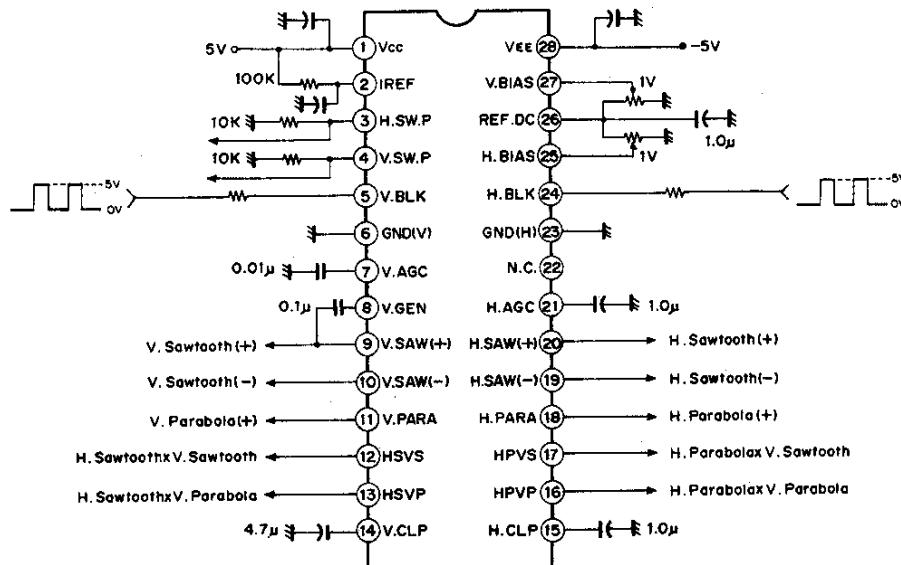 5V 1 Vcc VEE 28 -5V
100K 2 IREF V.BIAS 27 1V
10K 3 H.SW.P REF.DC 26 1.0μ
10K 4 V.SW.P H.BIAS 25 1V
5V 0V 5 V.BLK H.BLK 24 5V 0V
6 GND(V) GND(H) 23
0.01μ 7 V.AGC N.C. 22
0.1μ 8 V.GEN H.AGC 21 1.0μ
V. Sawtooth(+) 9 V.SAW(+) H.SAW(+) 20 H. Sawtooth(+)
V. Sawtooth(-) 10 V.SAW(-) H.SAW(-) 19 H. Sawtooth(-)
V. Parabola(+) 11 V.PARA H.PARA 18 H. Parabola(+)
H. SawtoothxV. Sawtooth 12 HSVS HPVS 17 H. ParabolaxV. Sawtooth
H. SawtoothxV. Parabola 13 HSVP HPVP 16 H. ParabolaxV. Parabola
4.7μ 14 V.CLP H.CLP 15 1.0μ